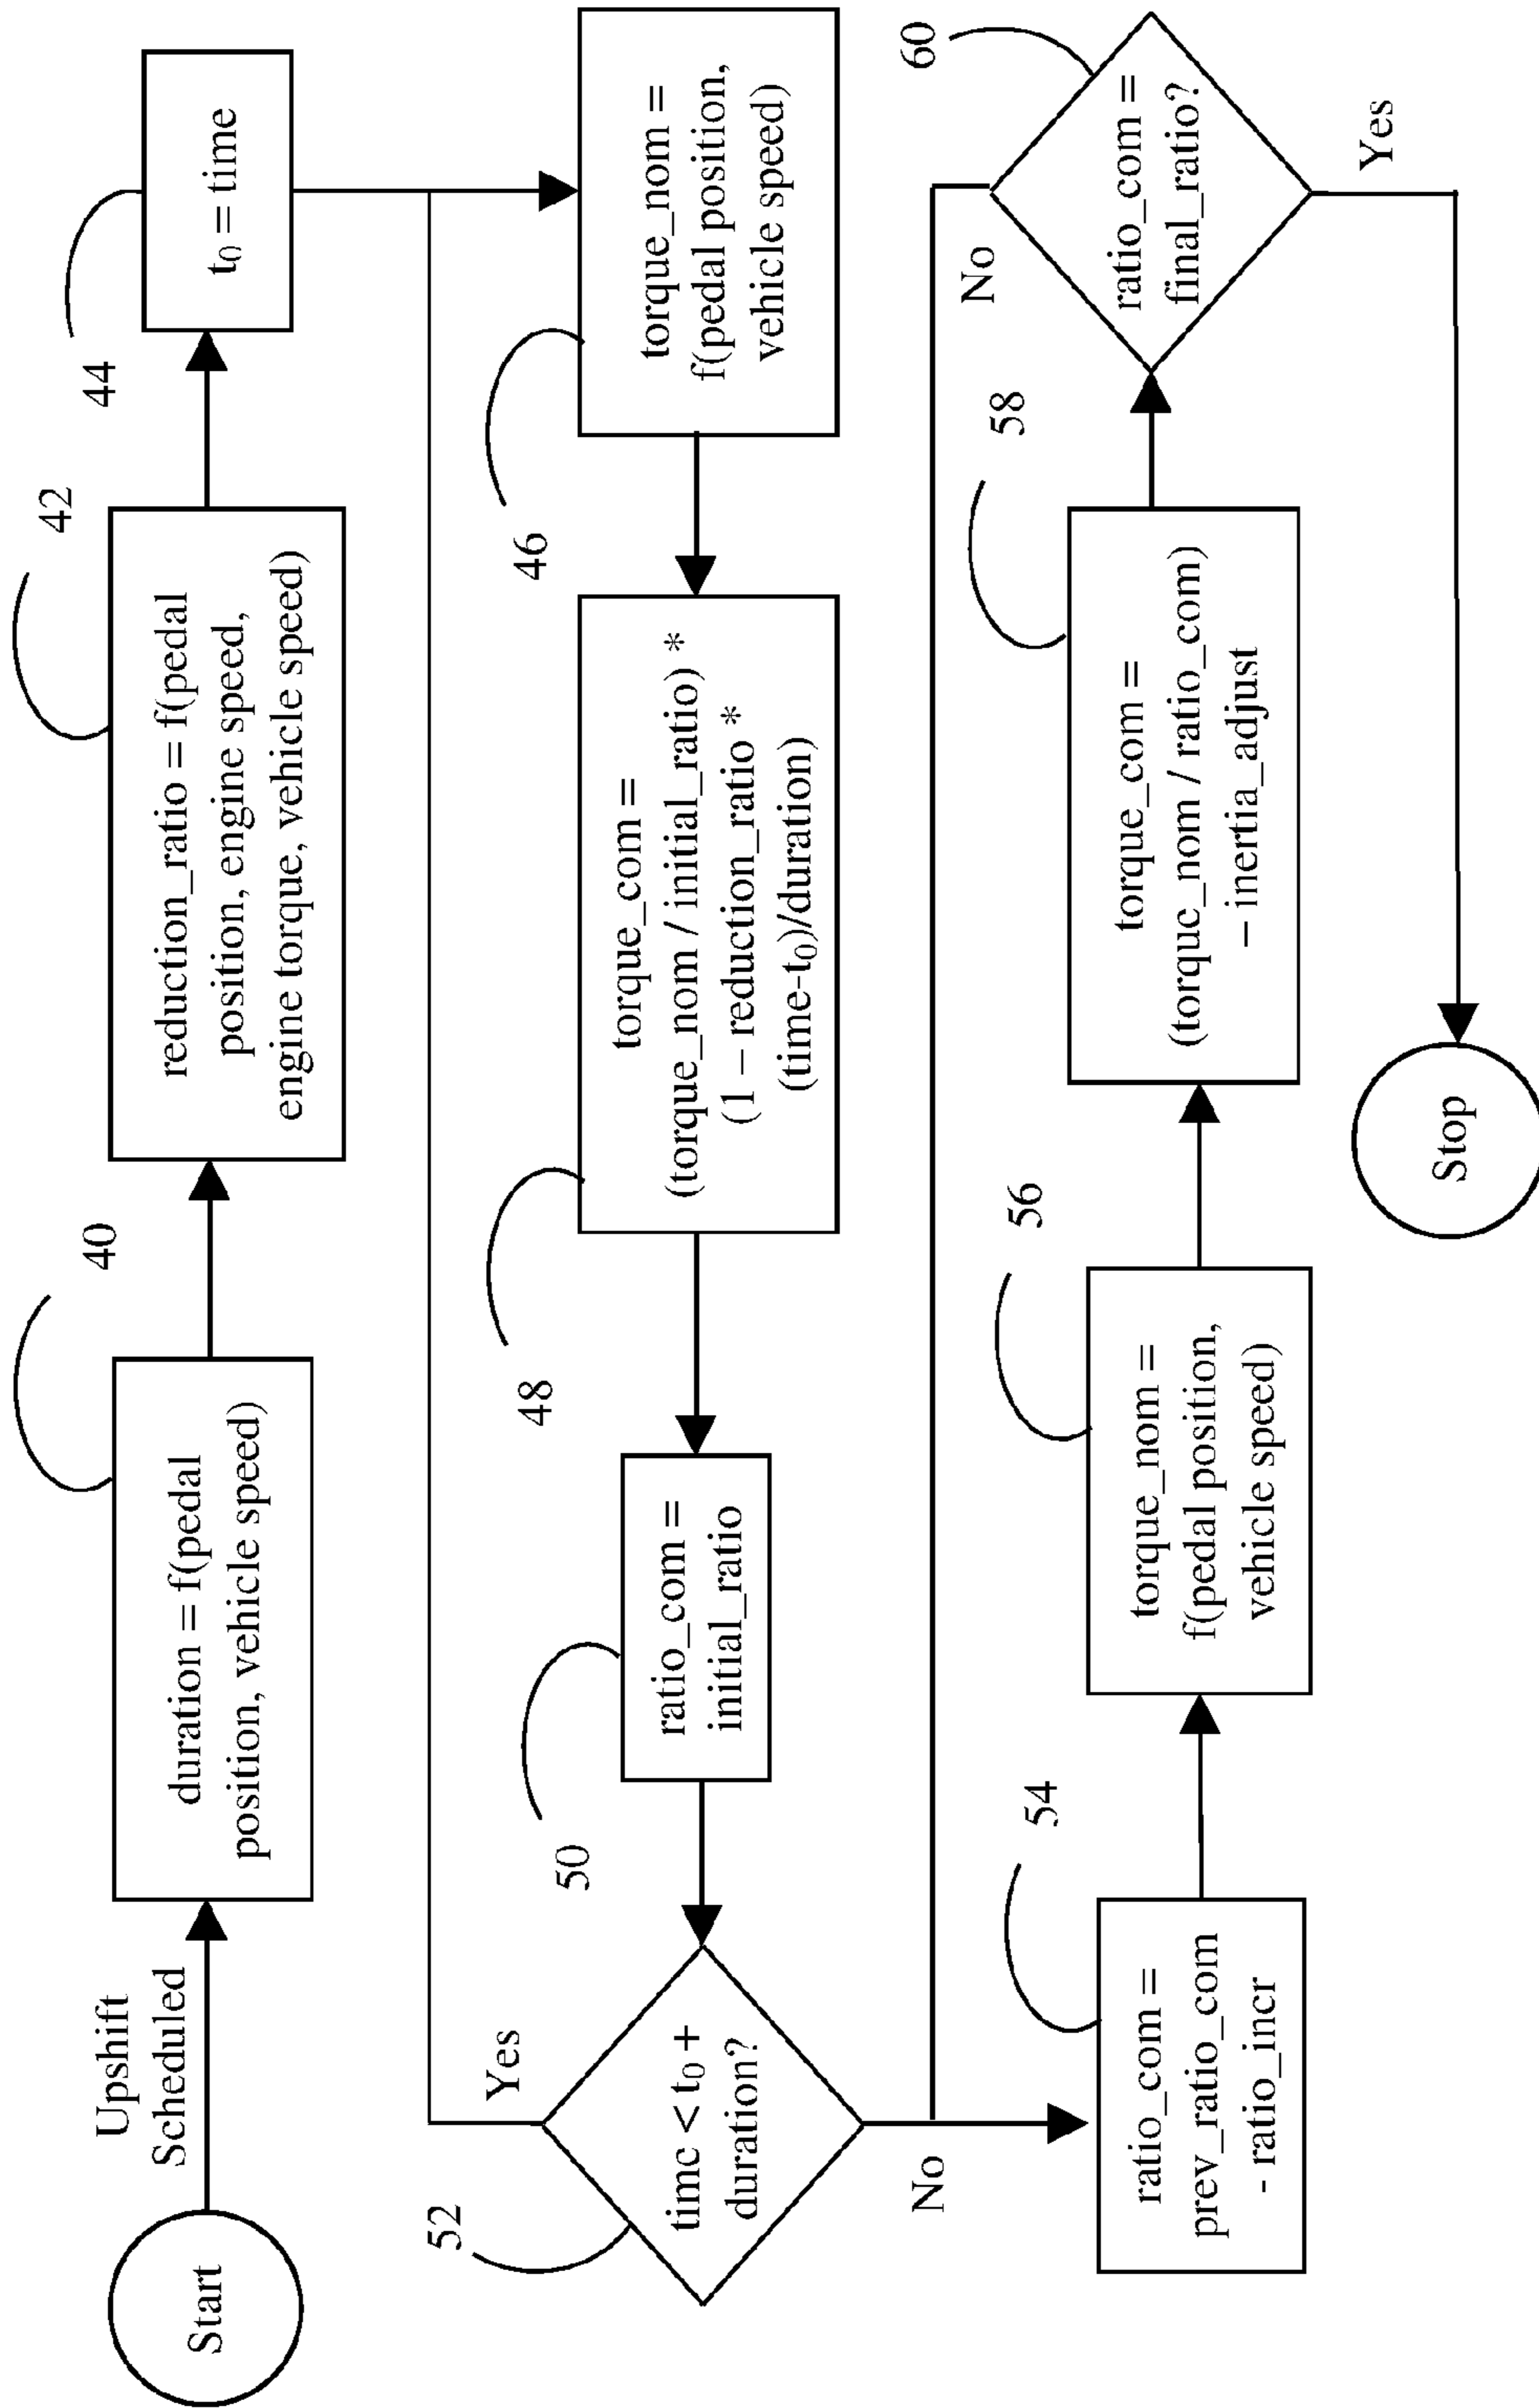 Start
Upshift
Scheduled
40
duration = f(pedal
position, vehicle speed)
42
reduction_ratio = f(pedal
position, engine speed,
engine torque, vehicle speed)
44
t0 = time
46
torque_nom =
f(pedal position,
vehicle speed)
48
torque_com =
(torque_nom / initial_ratio) *
(1 – reduction_ratio *
(time-t0)/duration)
50
ratio_com =
initial_ratio
52
time < t0 +
duration?
Yes
No
54
ratio_com =
prev_ratio_com
- ratio_incr
56
torque_nom =
f(pedal position,
vehicle speed)
58
torque_com =
(torque_nom / ratio_com)
– inertia_adjust
60
ratio_com =
final_ratio?
No
Yes
Stop